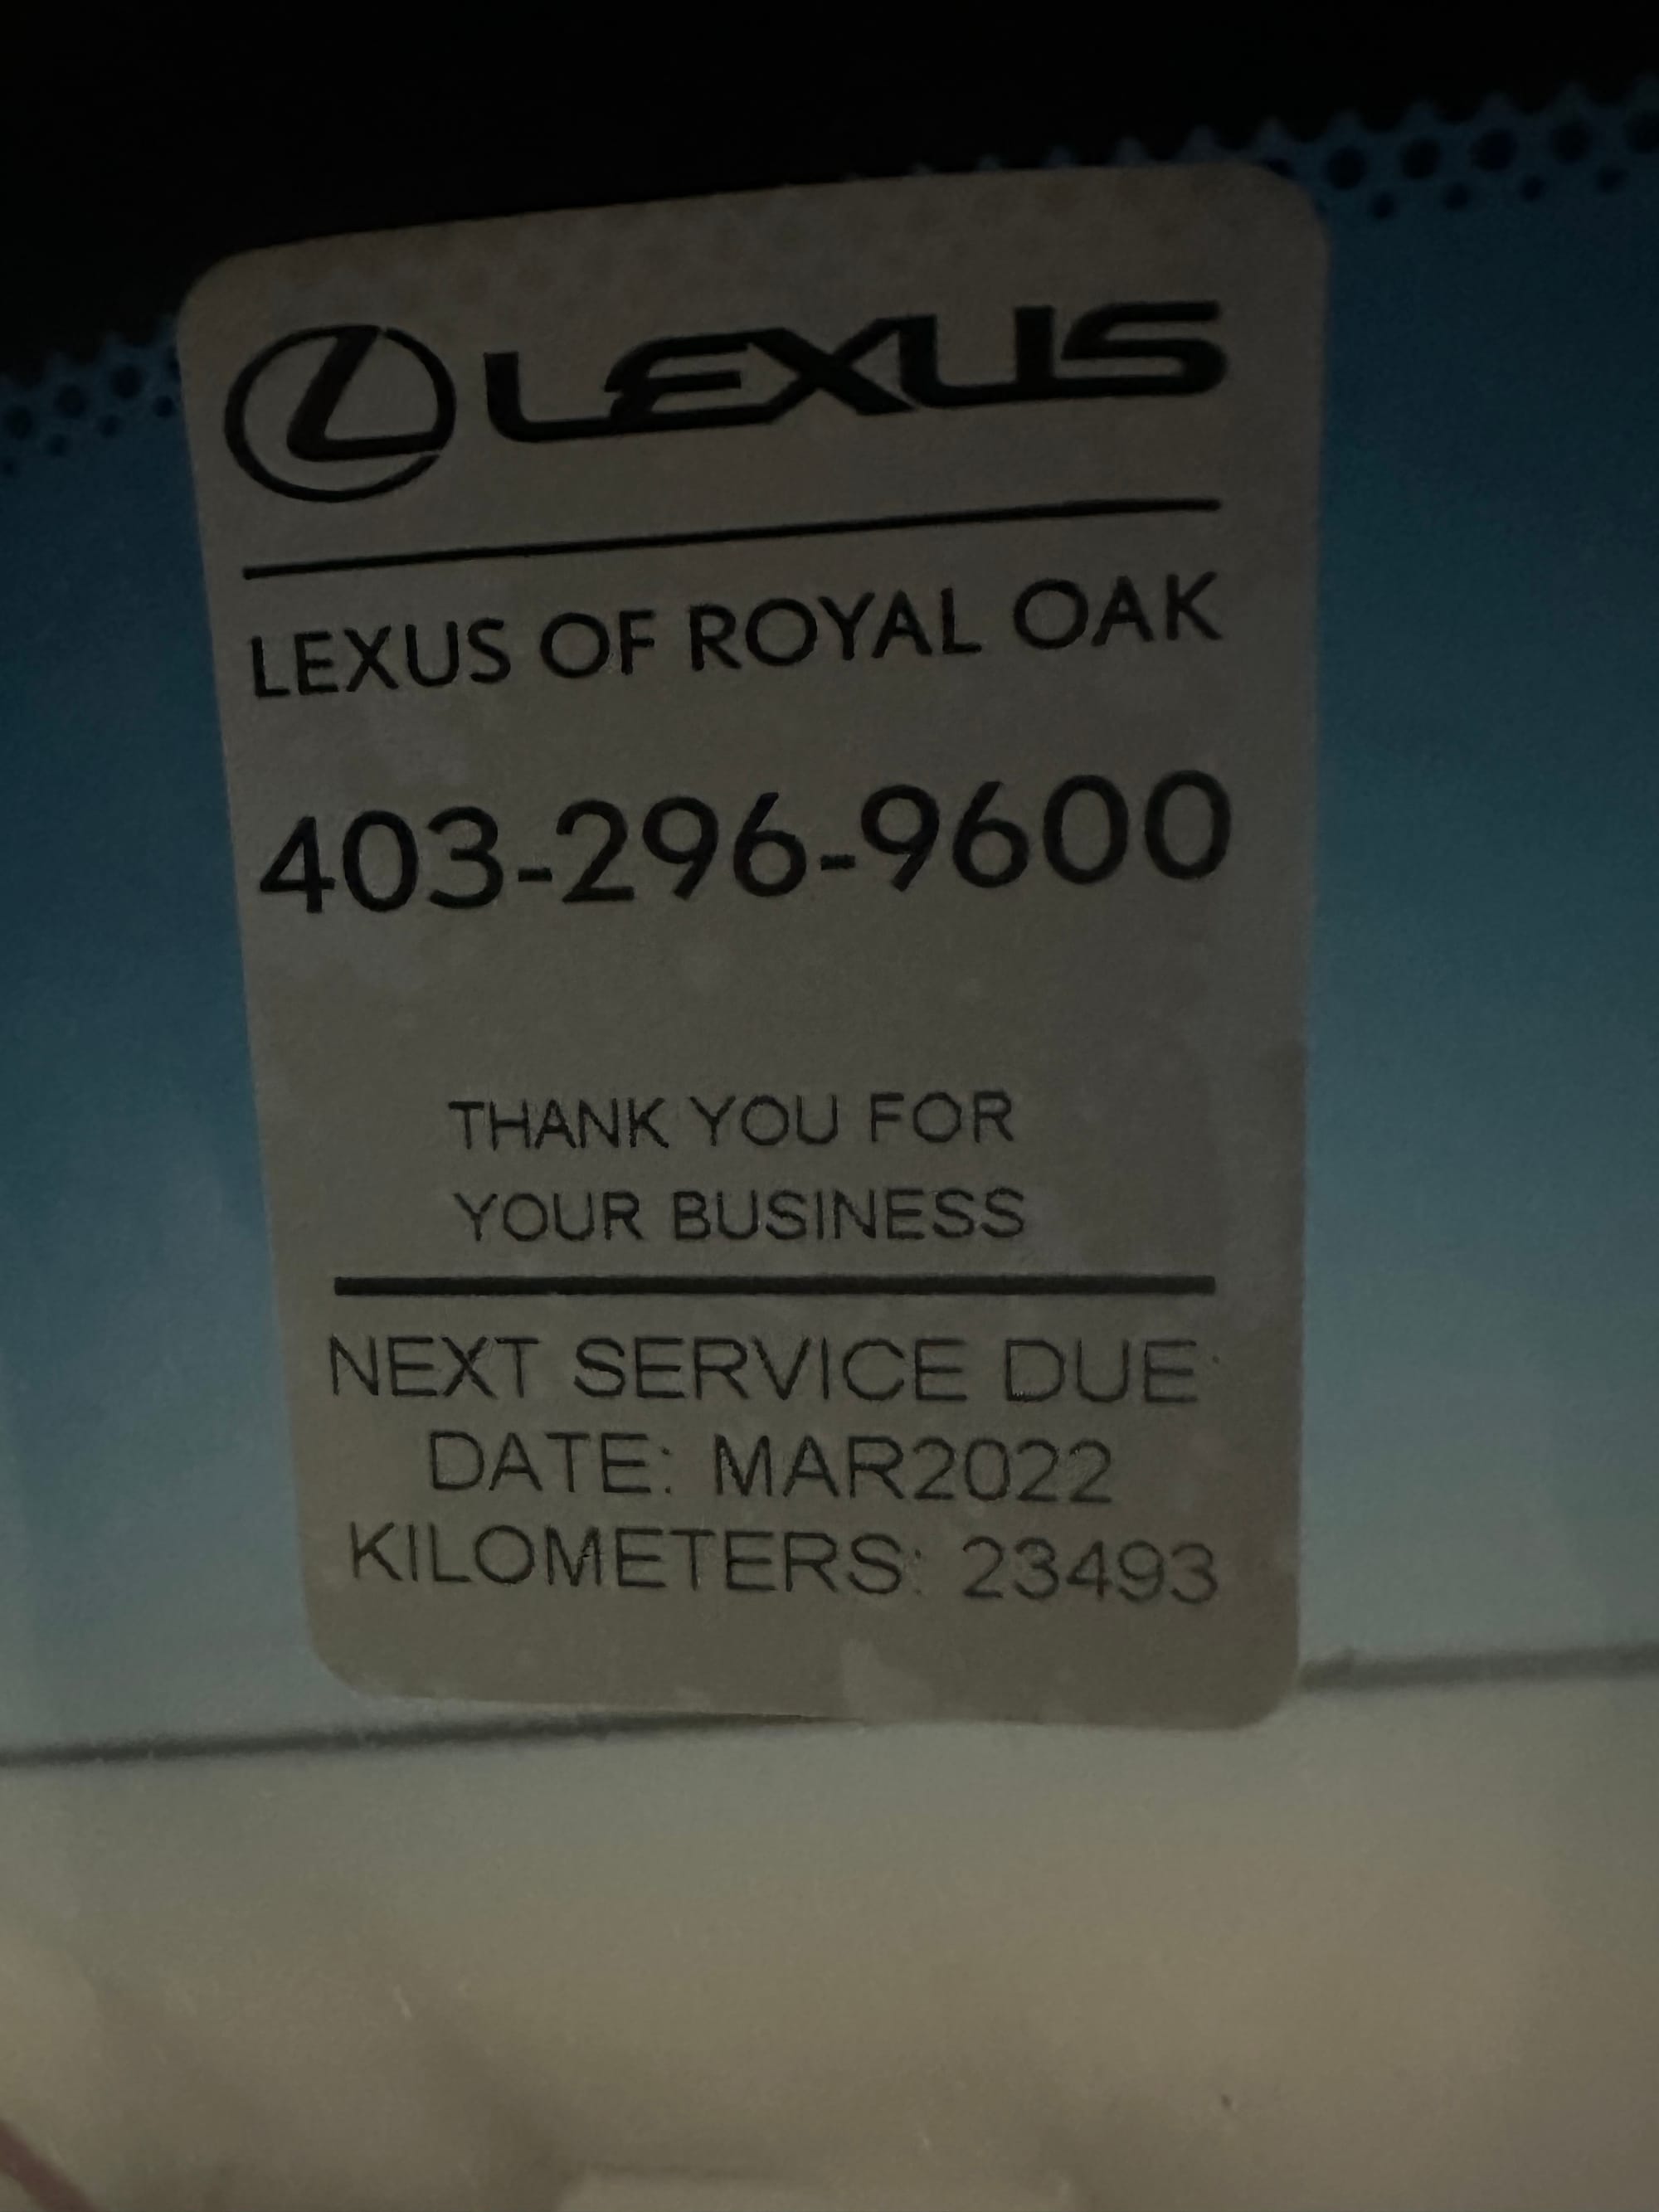 LEXUS
LEXUS OF ROYAL OAK
403-296-9600
THANK YOU FOR
YOUR BUSINESS
NEXT SERVICE DUE
DATE: MAR2022
KILOMETERS: 23493